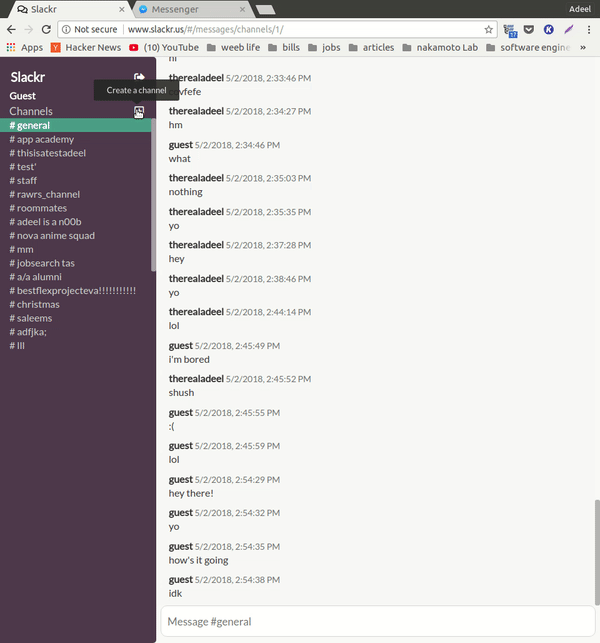 Adeel
Slackr
Messenger
Not secure
www.slackr.us/#/messages/channels/1/
17
Apps
Hacker News
(10) YouTube
weeb life
bills
jobs
articles
nakamoto Lab
software engine
»
Slackr
Guest
Create a channel
Channels
# general
# app academy
# thisisatestadeel
# test'
# staff
# rawrs_channel
# roommates
# adeel is a n00b
# nova anime squad
# mm
# jobsearch tas
# a/a alumni
# bestflexprojecteva!!!!!!!!!!!
# christmas
# saleems
# adfjka;
# lll
hi
therealadeel 5/2/2018, 2:33:46 PM
covfefe
therealadeel 5/2/2018, 2:34:27 PM
hm
guest 5/2/2018, 2:34:46 PM
what
therealadeel 5/2/2018, 2:35:03 PM
nothing
therealadeel 5/2/2018, 2:35:35 PM
yo
therealadeel 5/2/2018, 2:37:28 PM
hey
therealadeel 5/2/2018, 2:38:46 PM
yo
therealadeel 5/2/2018, 2:44:14 PM
lol
guest 5/2/2018, 2:45:49 PM
i'm bored
therealadeel 5/2/2018, 2:45:52 PM
shush
guest 5/2/2018, 2:45:55 PM
:(
guest 5/2/2018, 2:45:59 PM
lol
guest 5/2/2018, 2:54:29 PM
hey there!
guest 5/2/2018, 2:54:32 PM
yo
guest 5/2/2018, 2:54:35 PM
how's it going
guest 5/2/2018, 2:54:38 PM
idk
Message #general